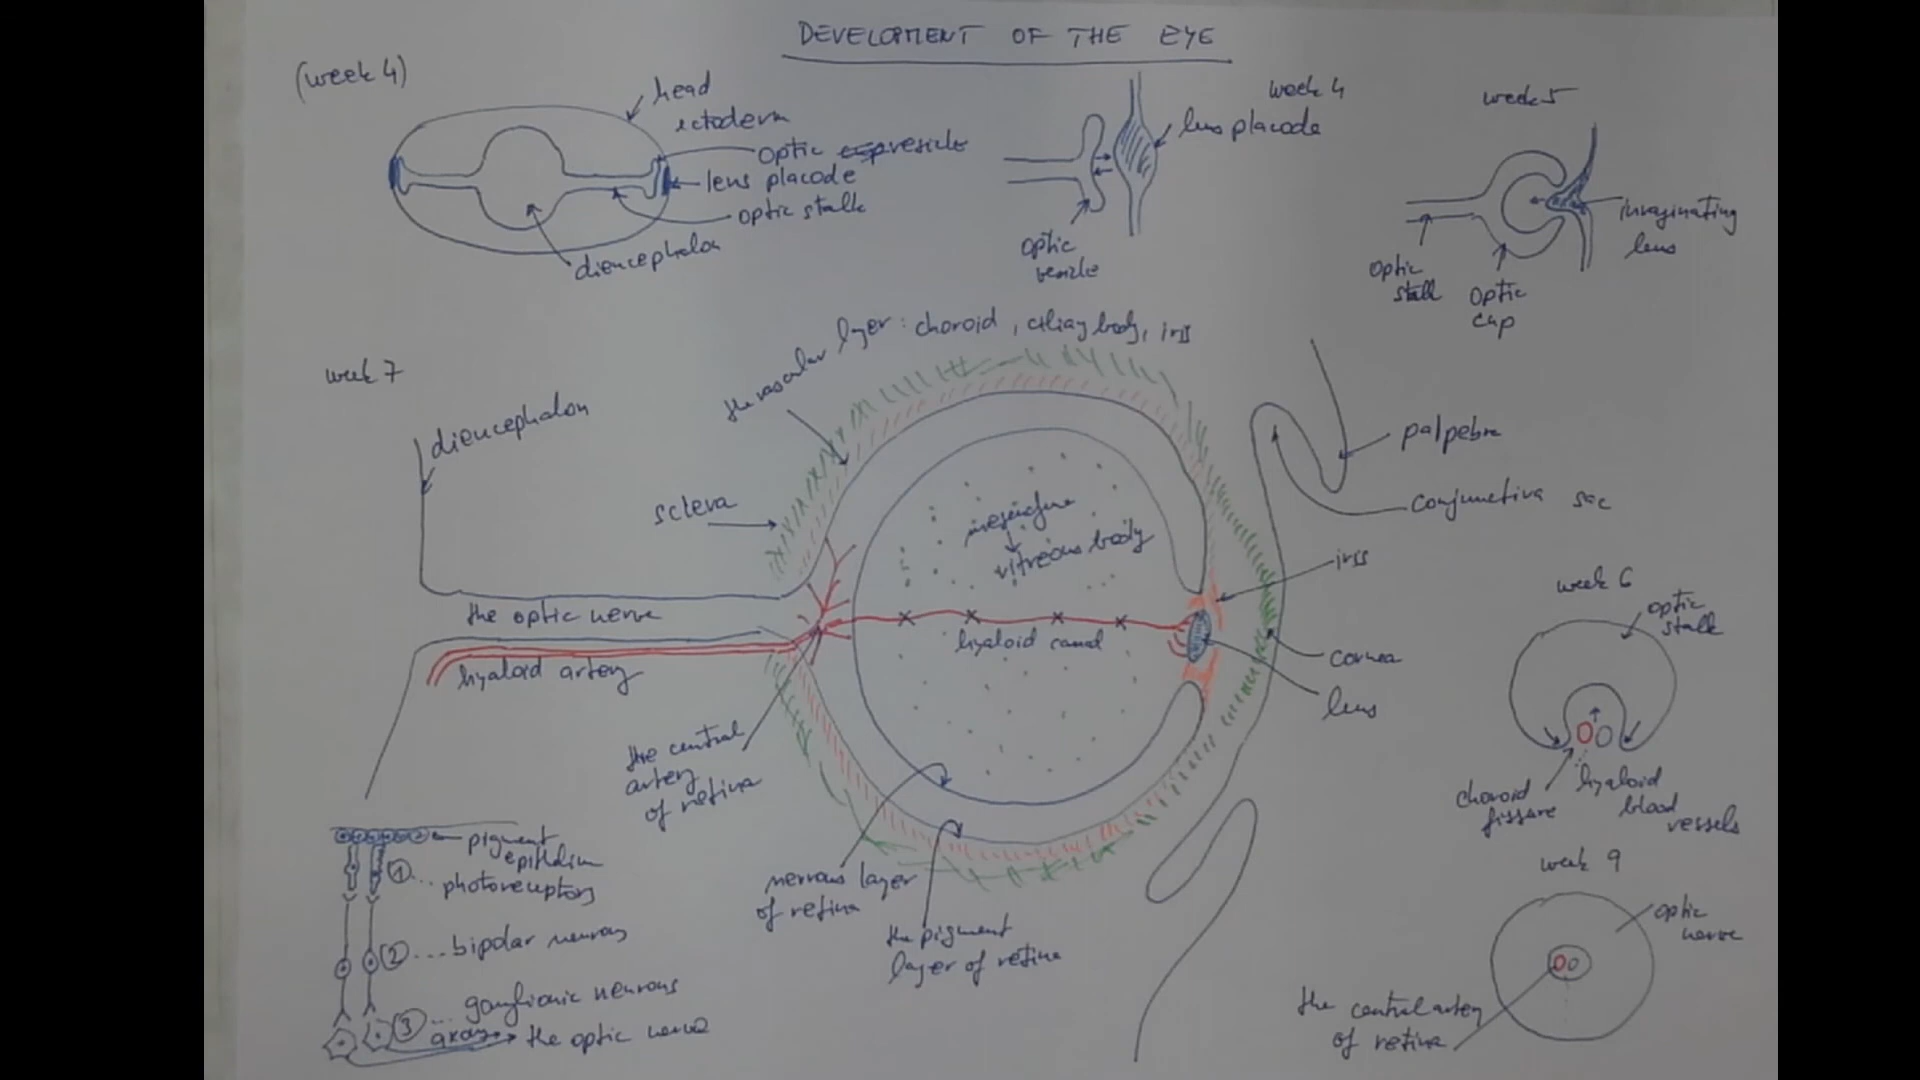 DEVELOPMENT OF THE EYE
(week 4)
head
ectoderm
optic vesicle
lens placode
optic stalk
diencephalon
week 4
lens placode
optic
vesicle
week 5
invaginating
lens
optic
stalk
optic
cup
week 7
the vascular layer: choroid, ciliay body, iris
diencephalon
sclera
mesenchyme
vitreous body
palpebra
conjunctiva sac
iris
the optic nerve
hyaloid canal
hyaloid artery
cornea
lens
the central
artery
of retina
week 6
optic
stalk
choroid
fissure
hyaloid
blood
vessels
pigment
epithelium
1... photoreceptors
2... bipolar neurons
3... ganglionic neurons
axons
the optic nerve
nervous layer
of retina
the pigment
layer of retina
week 9
optic
nerve
the central artery
of retina